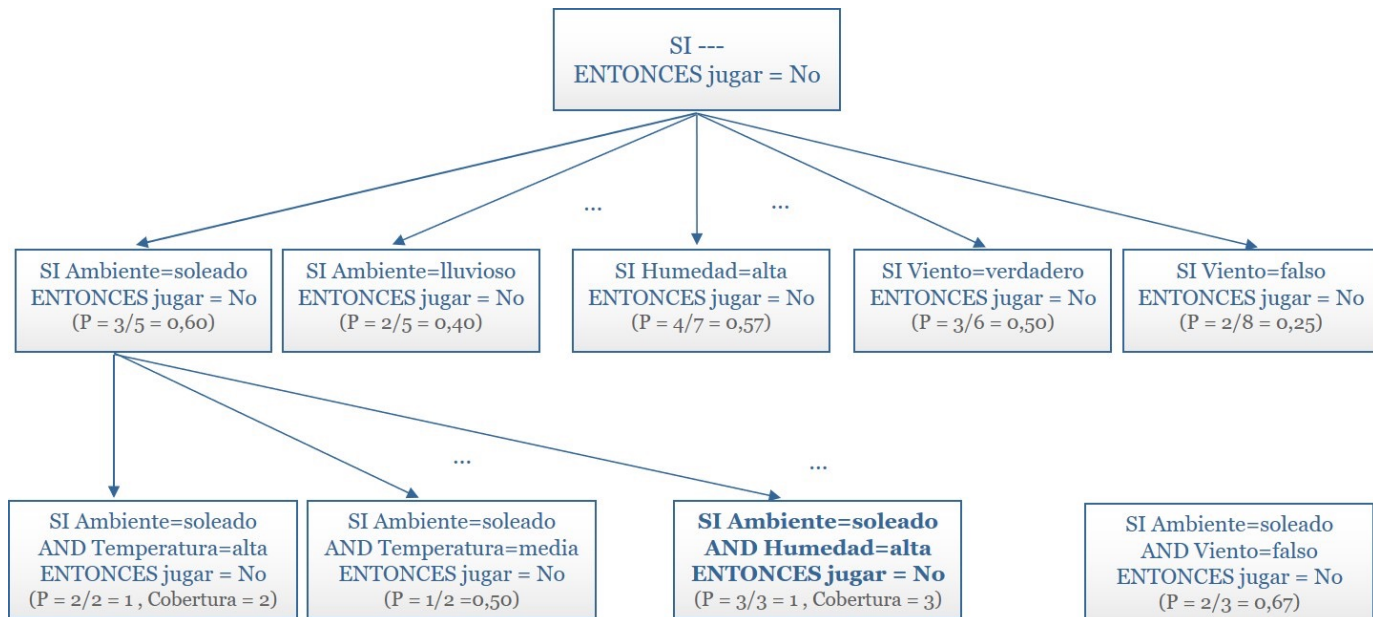 SI ---
ENTONCES jugar = No
...
...
SI Ambiente=soleado
ENTONCES jugar = No
(P = 3/5 = 0,60)
SI Ambiente=lluvioso
ENTONCES jugar = No
(P = 2/5 = 0,40)
SI Humedad=alta
ENTONCES jugar = No
(P = 4/7 = 0,57)
SI Viento=verdadero
ENTONCES jugar = No
(P = 3/6 = 0,50)
SI Viento=falso
ENTONCES jugar = No
(P = 2/8 = 0,25)
...
...
SI Ambiente=soleado
AND Temperatura=alta
ENTONCES jugar = No
(P = 2/2 = 1 , Cobertura = 2)
SI Ambiente=soleado
AND Temperatura=media
ENTONCES jugar = No
(P = 1/2 =0,50)
SI Ambiente=soleado
AND Humedad=alta
ENTONCES jugar = No
(P = 3/3 = 1 , Cobertura = 3)
SI Ambiente=soleado
AND Viento=falso
ENTONCES jugar = No
(P = 2/3 = 0,67)